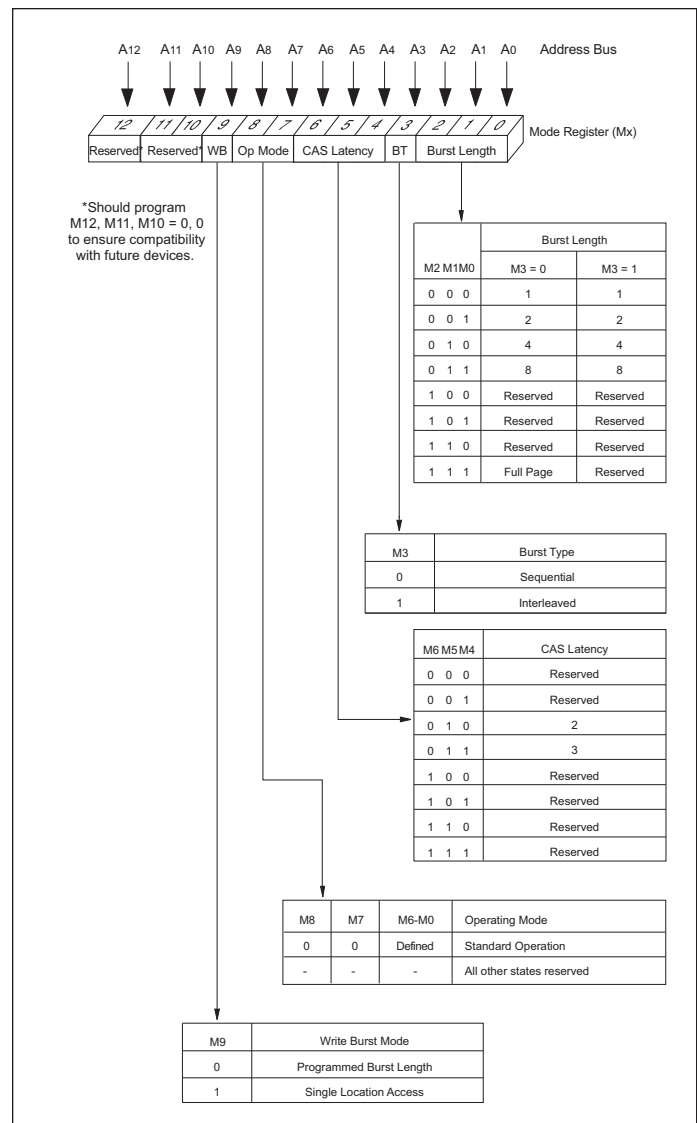 A12 A11 A10 A9 A8 A7 A6 A5 A4 A3 A2 A1 A0 Address Bus
12 11 10 9 8 7 6 5 4 3 2 1 0 Mode Register (Mx)
Reserved* Reserved* WB Op Mode CAS Latency BT Burst Length
*Should program
M12, M11, M10 = 0, 0
to ensure compatibility
with future devices.
Burst Length
M2 M1M0 M3 = 0 M3 = 1
0 0 0 1 1
0 0 1 2 2
0 1 0 4 4
0 1 1 8 8
1 0 0 Reserved Reserved
1 0 1 Reserved Reserved
1 1 0 Reserved Reserved
1 1 1 Full Page Reserved
M3 Burst Type
0 Sequential
1 Interleaved
M6 M5 M4 CAS Latency
0 0 0 Reserved
0 0 1 Reserved
0 1 0 2
0 1 1 3
1 0 0 Reserved
1 0 1 Reserved
1 1 0 Reserved
1 1 1 Reserved
M8 M7 M6-M0 Operating Mode
0 0 Defined Standard Operation
- - - All other states reserved
M9 Write Burst Mode
0 Programmed Burst Length
1 Single Location Access